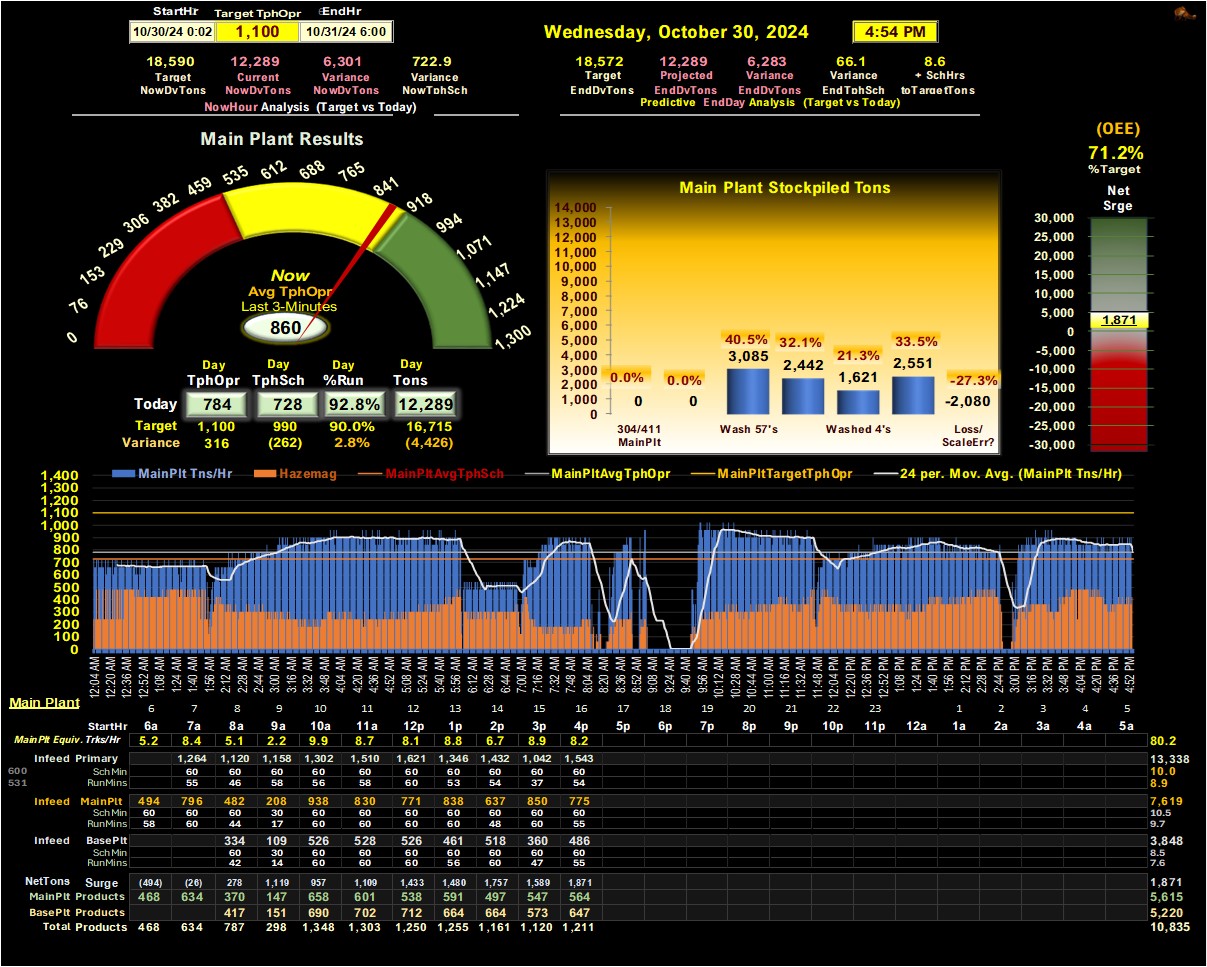 StartHr Target TphOpr EndHr
10/30/24 0:02 1,100 10/31/24 6:00
Wednesday, October 30, 2024 4:54 PM
18,590 12,289 6,301 722.9
Target Current Variance Variance
NowDvTons NowDvTons NowDvTons NowTphSch
NowHour Analysis (Target vs Today)
18,572 12,289 6,283 66.1 8.6
Target Projected Variance Variance + SchHrs
EndDvTons EndDvTons EndDvTons EndTphSch toTargetTons
Predictive EndDay Analysis (Target vs Today)
(OEE)
71.2%
%Target
Net
Srge
30,000
25,000
20,000
15,000
10,000
5,000
1,871
0
-5,000
-10,000
-15,000
-20,000
-25,000
-30,000
Main Plant Results
0 76 153 229 306 382 459 535 612 688 765 841 918 994 1,071 1,147 1,224 1,300
Now
Avg TphOpr
Last 3-Minutes
860
Day Day Day Day
TphOpr TphSch %Run Tons
Today 784 728 92.8% 12,289
Target 1,100 990 90.0% 16,715
Variance 316 (262) 2.8% (4,426)
Main Plant Stockpiled Tons
14,000
13,000
12,000
11,000
10,000
9,000
8,000
7,000
6,000
5,000
4,000
3,000
2,000
1,000
0
0.0% 0.0% 40.5% 32.1% 21.3% 33.5% -27.3%
0 0 3,085 2,442 1,621 2,551 -2,080
304/411 Wash 57's Washed 4's Loss/
MainPlt ScaleErr?
MainPlt Tns/Hr Hazemag MainPltAvgTphSch MainPltAvgTphOpr MainPltTargetTphOpr 24 per. Mov. Avg. (MainPlt Tns/Hr)
1,400
1,300
1,200
1,100
1,000
900
800
700
600
500
400
300
200
100
0
12:04 AM 12:20 AM 12:36 AM 12:52 AM 1:08 AM 1:24 AM 1:40 AM 1:56 AM 2:12 AM 2:28 AM 2:44 AM 3:00 AM 3:16 AM 3:32 AM 3:48 AM 4:04 AM 4:20 AM 4:36 AM 4:52 AM 5:08 AM 5:24 AM 5:40 AM 5:56 AM 6:12 AM 6:28 AM 6:44 AM 7:00 AM 7:16 AM 7:32 AM 7:48 AM 8:04 AM 8:20 AM 8:36 AM 8:52 AM 9:08 AM 9:24 AM 9:40 AM 9:56 AM 10:12 AM 10:28 AM 10:44 AM 11:00 AM 11:16 AM 11:32 AM 11:48 AM 12:04 PM 12:20 PM 12:36 PM 12:52 PM 1:08 PM 1:24 PM 1:40 PM 1:56 PM 2:12 PM 2:28 PM 2:44 PM 3:00 PM 3:16 PM 3:32 PM 3:48 PM 4:04 PM 4:20 PM 4:36 PM 4:52 PM
Main Plant 6 7 8 9 10 11 12 13 14 15 16 17 18 19 20 21 22 23 1 2 3 4 5
StartHr 6a 7a 8a 9a 10a 11a 12p 1p 2p 3p 4p 5p 6p 7p 8p 9p 10p 11p 12a 1a 2a 3a 4a 5a
MainPlt Equiv. Trks/Hr 5.2 8.4 5.1 2.2 9.9 8.7 8.1 8.8 6.7 8.9 8.2 80.2
Infeed Primary 1,264 1,120 1,158 1,302 1,510 1,621 1,346 1,432 1,042 1,543 13,338
600 Sch Min 60 60 60 60 60 60 60 60 60 60 10.0
531 RunMins 55 46 58 56 58 60 53 54 37 54 8.9
Infeed MainPlt 494 796 482 208 938 830 771 838 637 850 775 7,619
Sch Min 60 60 60 30 60 60 60 60 60 60 60 10.5
RunMins 58 60 44 17 60 60 60 60 48 60 55 9.7
Infeed BasePlt 334 109 526 528 526 461 518 360 486 3,848
Sch Min 60 30 60 60 60 60 60 60 60 8.5
RunMins 42 14 60 60 60 56 60 47 55 7.6
NetTons Surge (494) (26) 278 1,119 957 1,109 1,433 1,480 1,757 1,589 1,871 1,871
MainPlt Products 468 634 370 147 658 601 538 591 497 547 564 5,615
BasePlt Products 417 151 690 702 712 664 664 573 647 5,220
Total Products 468 634 787 298 1,348 1,303 1,250 1,255 1,161 1,120 1,211 10,835